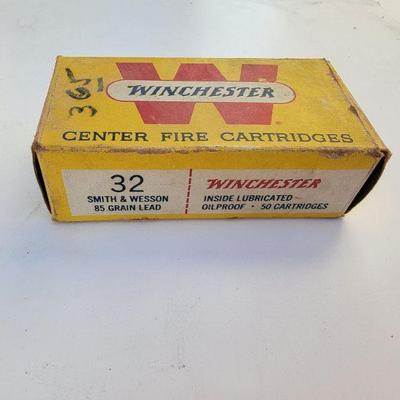 W
WINCHESTER
CENTER FIRE CARTRIDGES
32
SMITH & WESSON
85 GRAIN LEAD
WINCHESTER
INSIDE LUBRICATED
OILPROOF · 50 CARTRIDGES